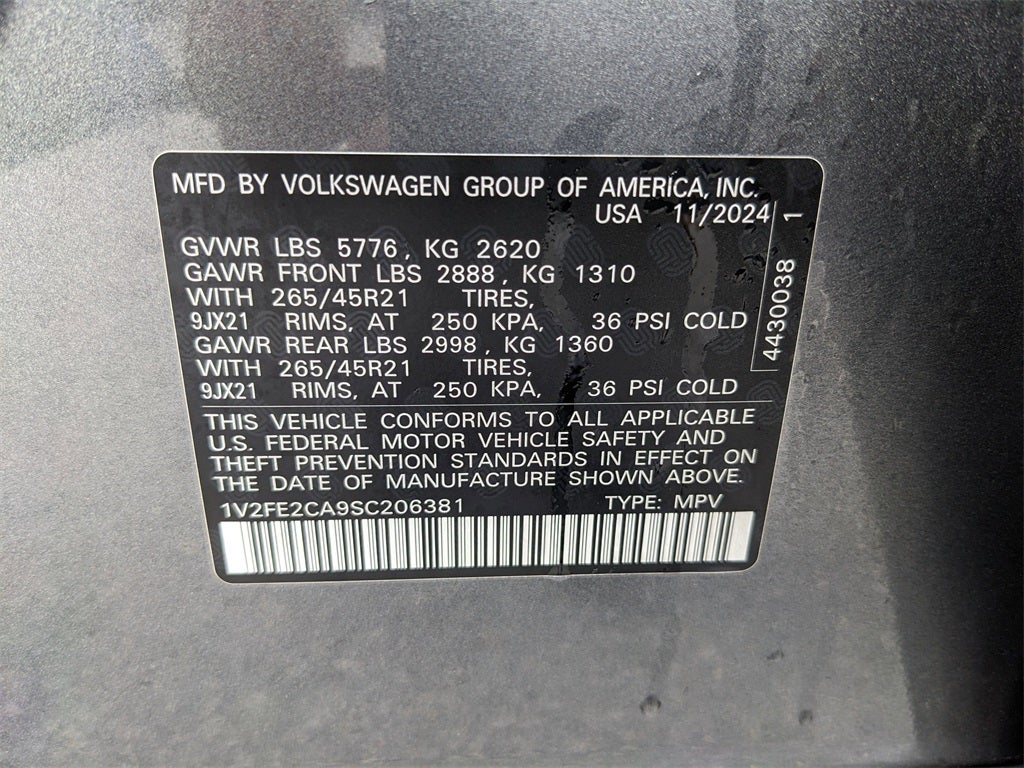 MFD BY VOLKSWAGEN GROUP OF AMERICA, INC.
USA 11/2024
GVWR LBS 5776, KG 2620
GAWR FRONT LBS 2888, KG 1310
WITH 265/45R21 TIRES,
9JX21 RIMS, AT 250 KPA, 36 PSI COLD
GAWR REAR LBS 2998, KG 1360
WITH 265/45R21 TIRES,
9JX21 RIMS, AT 250 KPA, 36 PSI COLD
THIS VEHICLE CONFORMS TO ALL APPLICABLE
U.S. FEDERAL MOTOR VEHICLE SAFETY AND
THEFT PREVENTION STANDARDS IN EFFECT ON
THE DATE OF MANUFACTURE SHOWN ABOVE.
1V2FE2CA9SC206381 TYPE: MPV
4430038 1